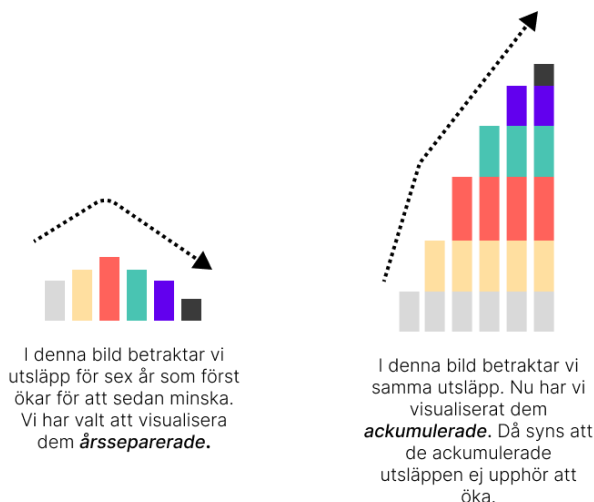 I denna bild betraktar vi
utsläpp för sex år som först
ökar för att sedan minska.
Vi har valt att visualisera
dem årsseparerade.
I denna bild betraktar vi
samma utsläpp. Nu har vi
visualiserat dem
ackumulerade. Då syns att
de ackumulerade
utsläppen ej upphör att
öka.